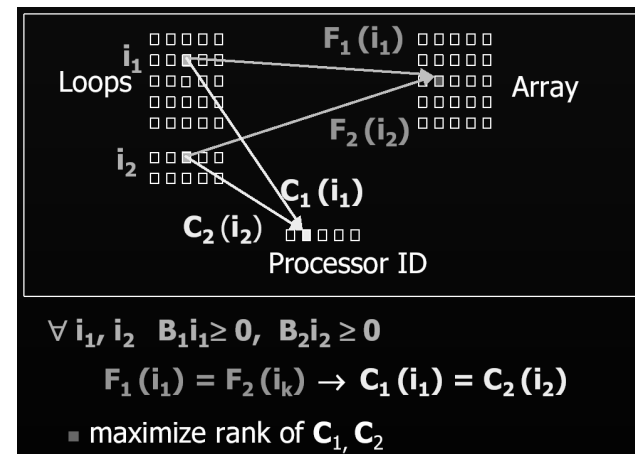 F₁ (i₁)
i₁
Loops
Array
F₂ (i₂)
i₂
C₁ (i₁)
C₂ (i₂)
Processor ID
∀ i₁, i₂ B₁i₁≥ 0, B₂i₂ ≥ 0
F₁ (i₁) = F₂ (iₖ) → C₁ (i₁) = C₂ (i₂)
▪ maximize rank of C₁, C₂